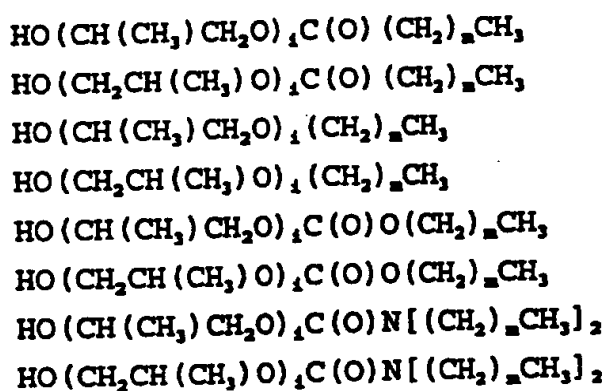 HO(CH(CH₃)CH₂O)ᵢC(O)(CH₂)ₘCH₃
HO(CH₂CH(CH₃)O)ᵢC(O)(CH₂)ₘCH₃
HO(CH(CH₃)CH₂O)ᵢ(CH₂)ₘCH₃
HO(CH₂CH(CH₃)O)ᵢ(CH₂)ₘCH₃
HO(CH(CH₃)CH₂O)ᵢC(O)O(CH₂)ₘCH₃
HO(CH₂CH(CH₃)O)ᵢC(O)O(CH₂)ₘCH₃
HO(CH(CH₃)CH₂O)ᵢC(O)N[(CH₂)ₘCH₃]₂
HO(CH₂CH(CH₃)O)ᵢC(O)N[(CH₂)ₘCH₃]₂